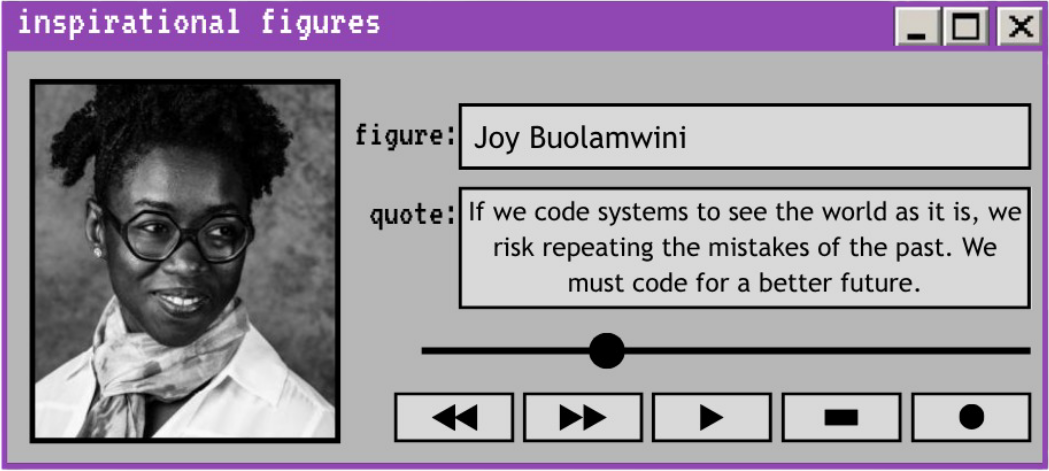 inspirational figures
figure: Joy Buolamwini
quote: If we code systems to see the world as it is, we
risk repeating the mistakes of the past. We
must code for a better future.